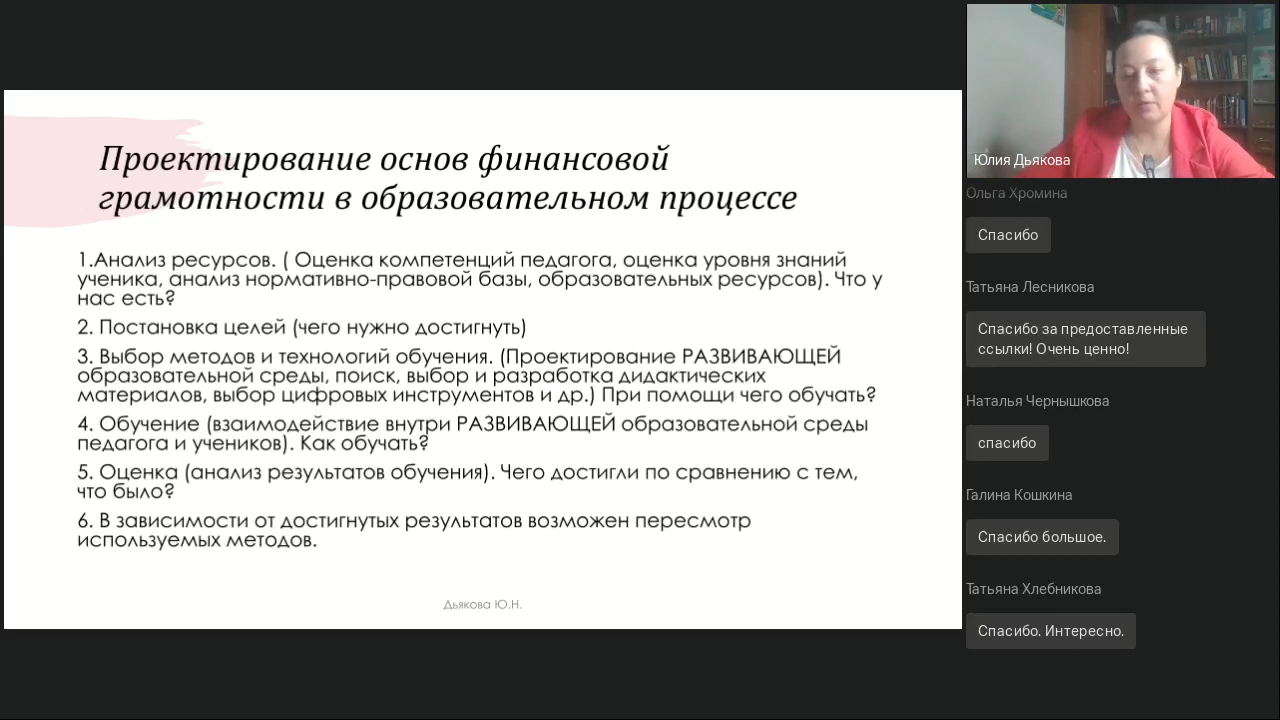 Проектирование основ финансовой
грамотности в образовательном процессе
1.Анализ ресурсов. ( Оценка компетенций педагога, оценка уровня знаний
ученика, анализ нормативно-правовой базы, образовательных ресурсов). Что у
нас есть?
2. Постановка целей (чего нужно достигнуть)
3. Выбор методов и технологий обучения. (Проектирование РАЗВИВАЮЩЕЙ
образовательной среды, поиск, выбор и разработка дидактических
материалов, выбор цифровых инструментов и др.) При помощи чего обучать?
4. Обучение (взаимодействие внутри РАЗВИВАЮЩЕЙ образовательной среды
педагога и учеников). Как обучать?
5. Оценка (анализ результатов обучения). Чего достигли по сравнению с тем,
что было?
6. В зависимости от достигнутых результатов возможен пересмотр
используемых методов.
Дьякова Ю.Н.
Юлия Дьякова
Ольга Хромина
Спасибо
Татьяна Лесникова
Спасибо за предоставленные
ссылки! Очень ценно!
Наталья Чернышкова
спасибо
Галина Кошкина
Спасибо большое.
Татьяна Хлебникова
Спасибо. Интересно.